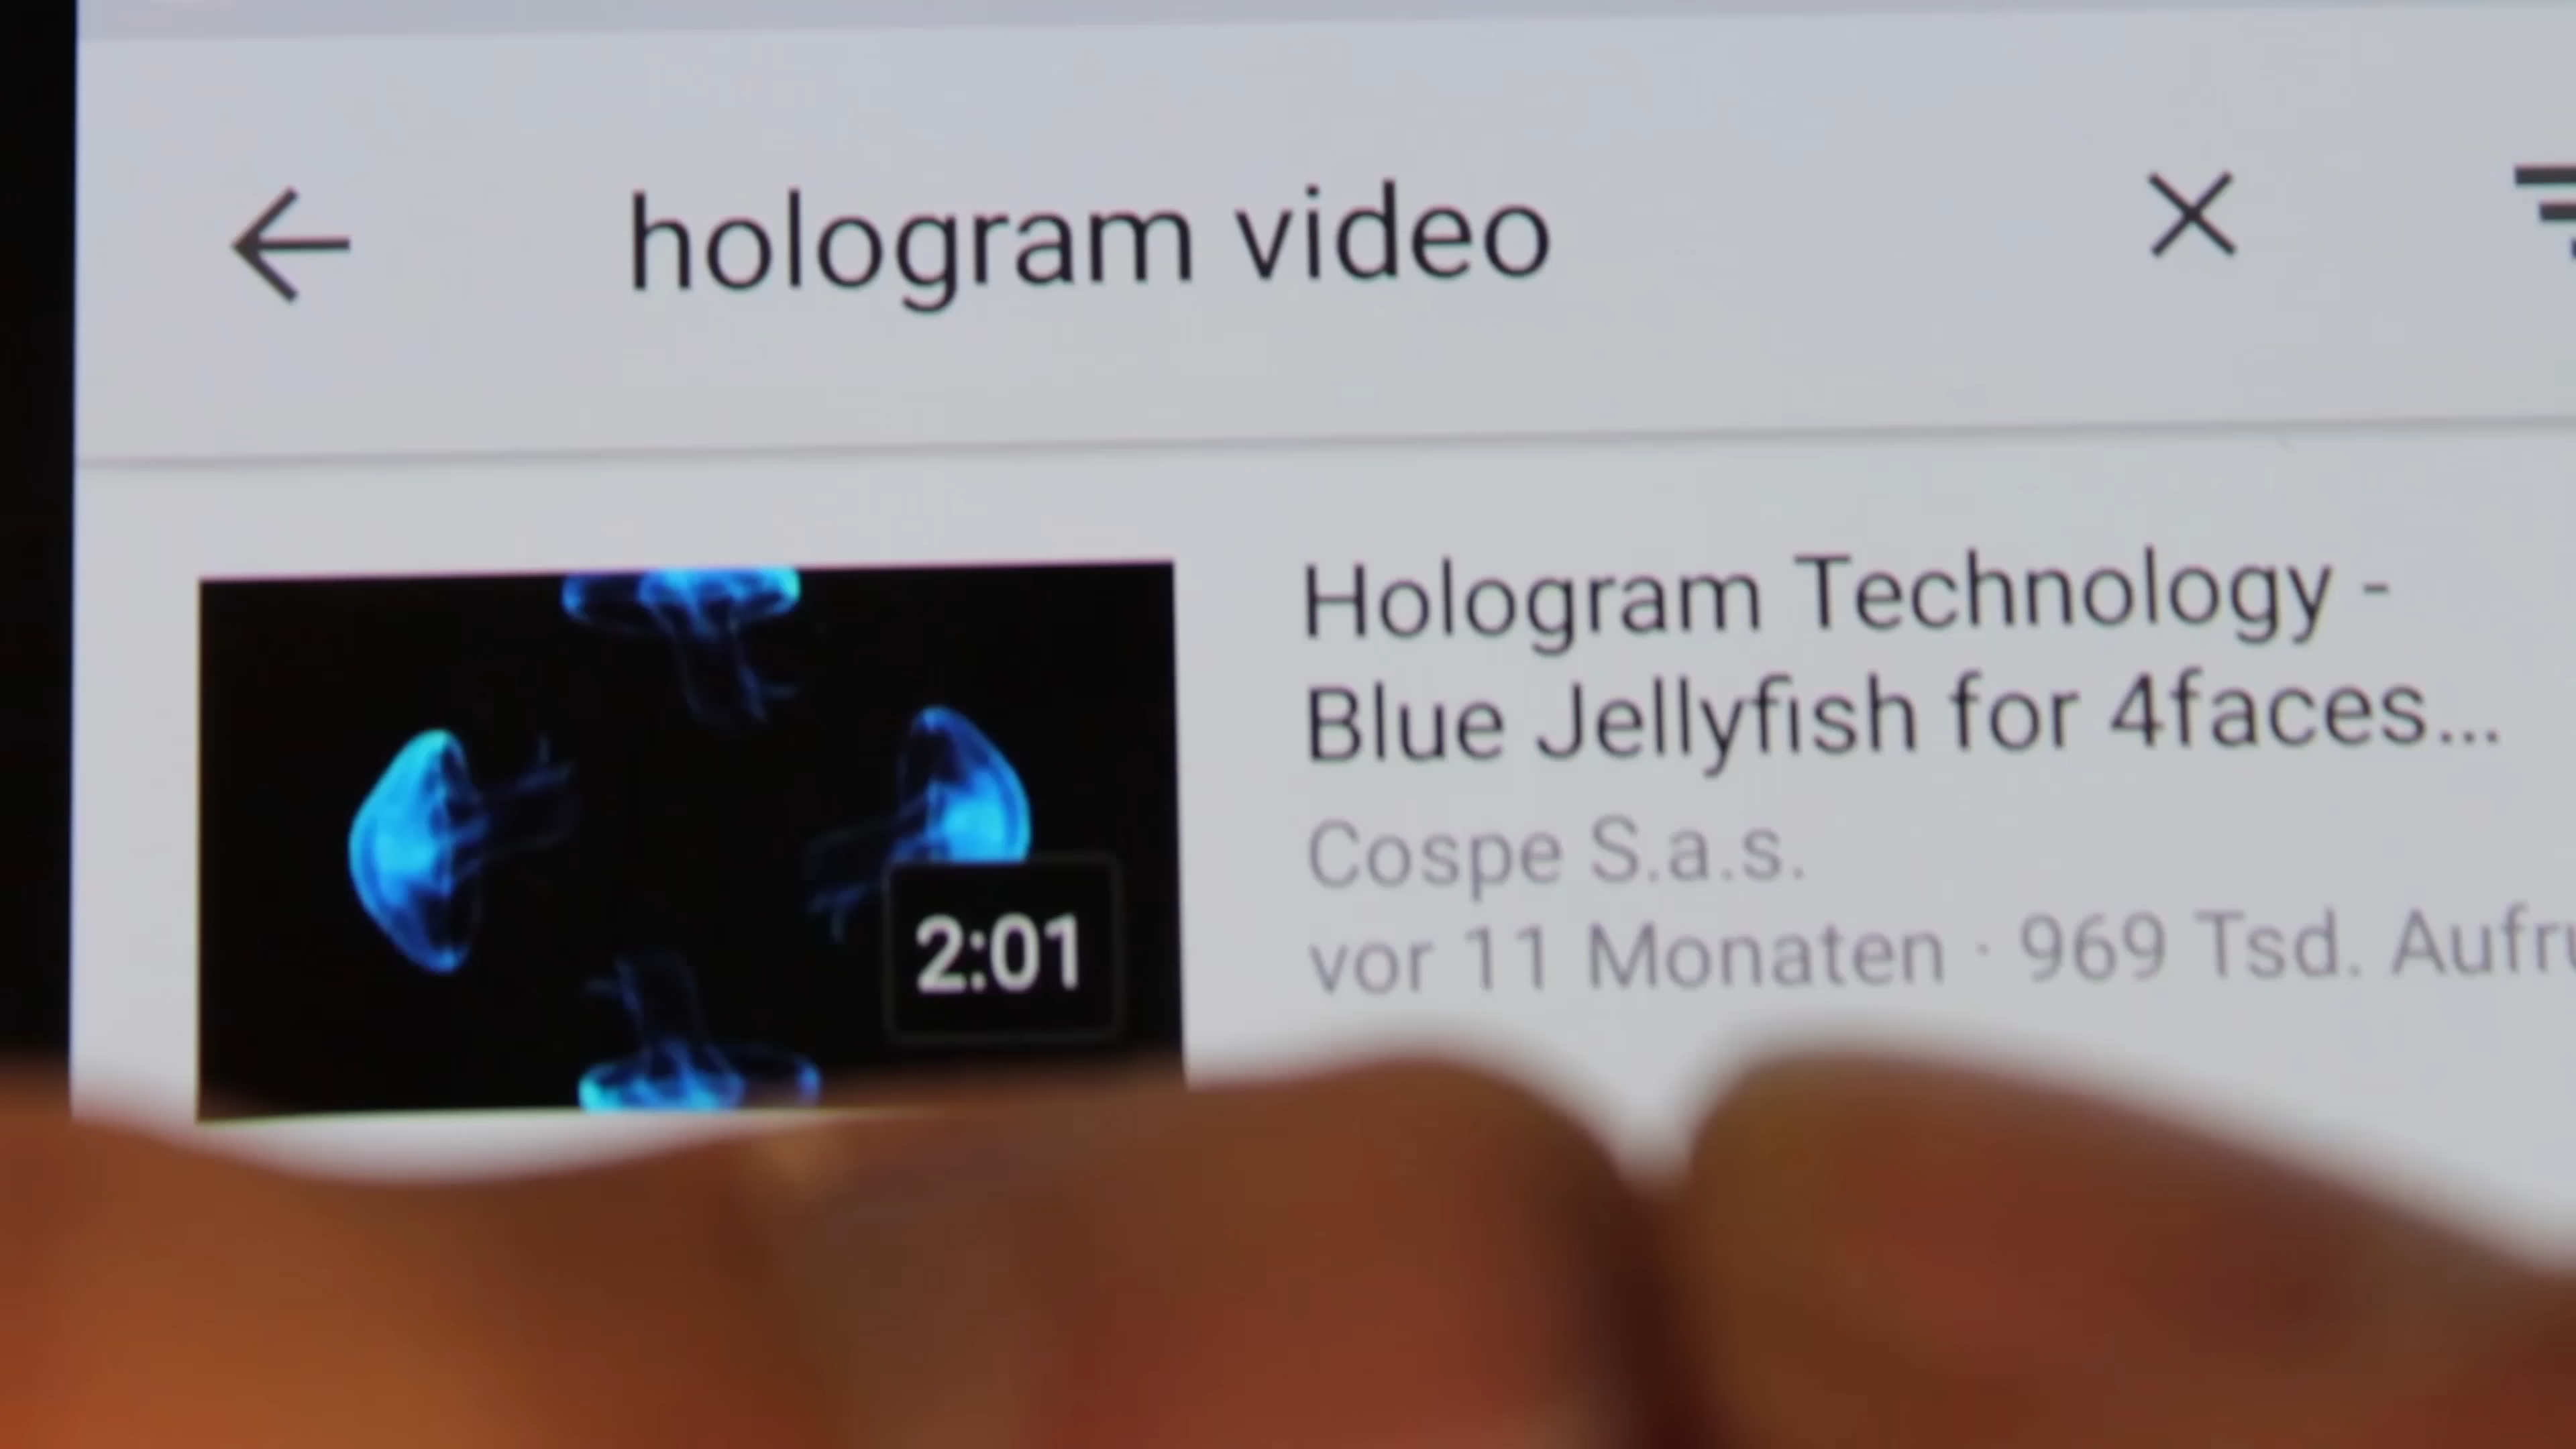 hologram video
Hologram Technology -
Blue Jellyfish for 4faces...
Cospe S.a.s.
vor 11 Monaten · 969 Tsd.
2:01